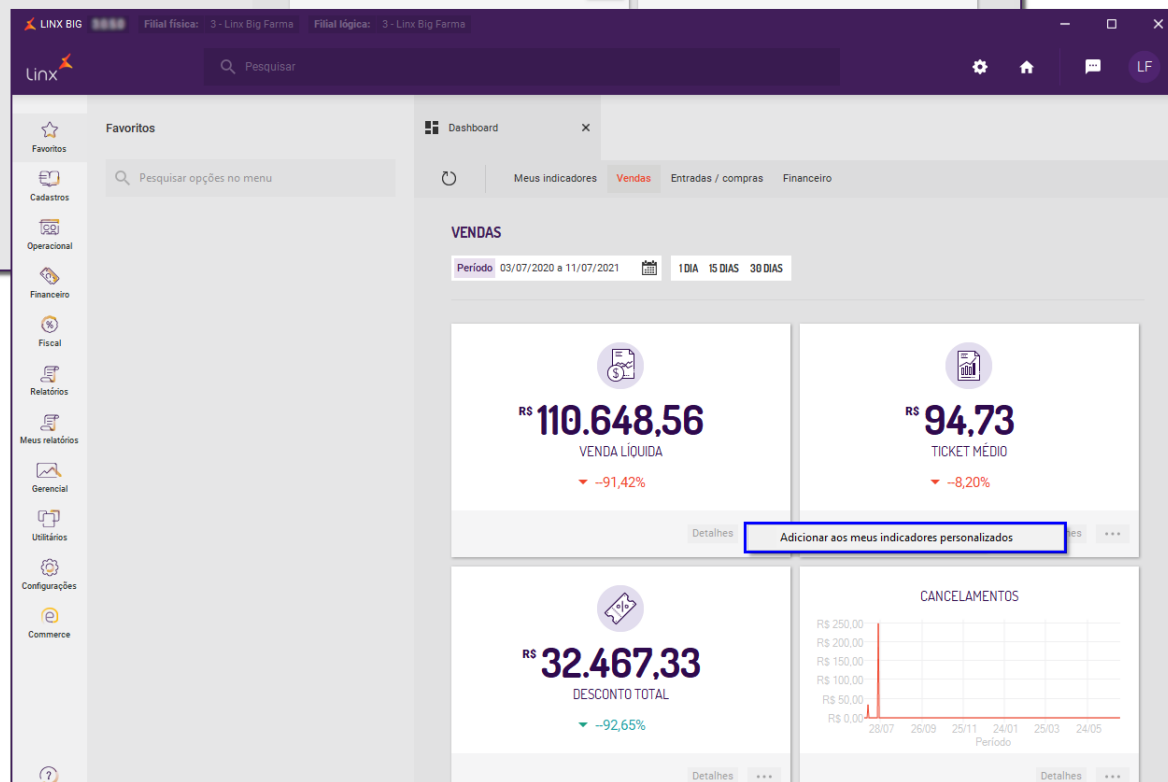 LINX BIG
Filial física: 3 - Linx Big Farma
Filial lógica: 3 - Linx Big Farma
Linx
Pesquisar
LF
Favoritos
Cadastros
Operacional
Financeiro
Fiscal
Relatórios
Meus relatórios
Gerencial
Utilitários
Configurações
Commerce
Favoritos
Pesquisar opções no menu
Dashboard
Meus indicadores
Vendas
Entradas / compras
Financeiro
VENDAS
Período 03/07/2020 a 11/07/2021
1 DIA 15 DIAS 30 DIAS
R$ 110.648,56
VENDA LÍQUIDA
--91,42%
Detalhes
R$ 94,73
TICKET MÉDIO
--8,20%
Adicionar aos meus indicadores personalizados
R$ 32.467,33
DESCONTO TOTAL
--92,65%
Detalhes
CANCELAMENTOS
R$ 250,00
R$ 200,00
R$ 150,00
R$ 100,00
R$ 50,00
R$ 0,00
28/07 26/09 25/11 24/01 25/03 24/05
Período
Detalhes